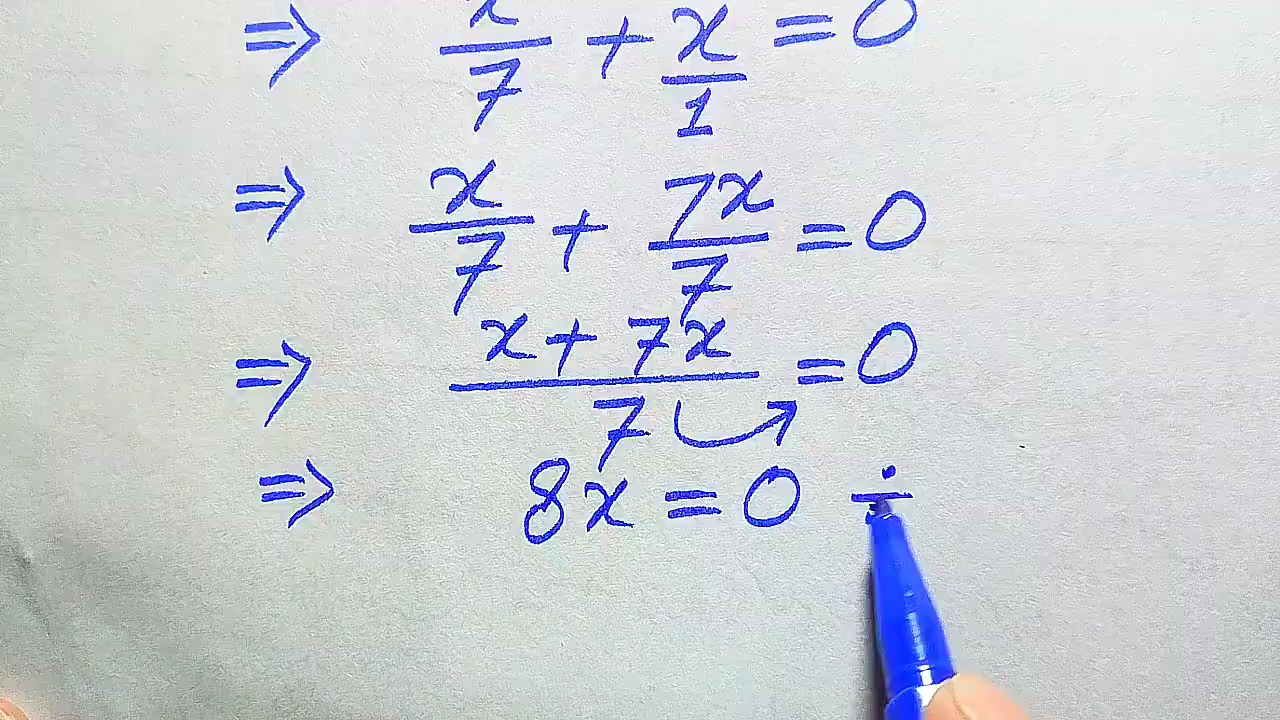 ⇒ x/7 + x/1 = 0
⇒ x/7 + 7x/7 = 0
⇒ (x + 7x)/7 = 0
⇒ 8x = 0 ÷